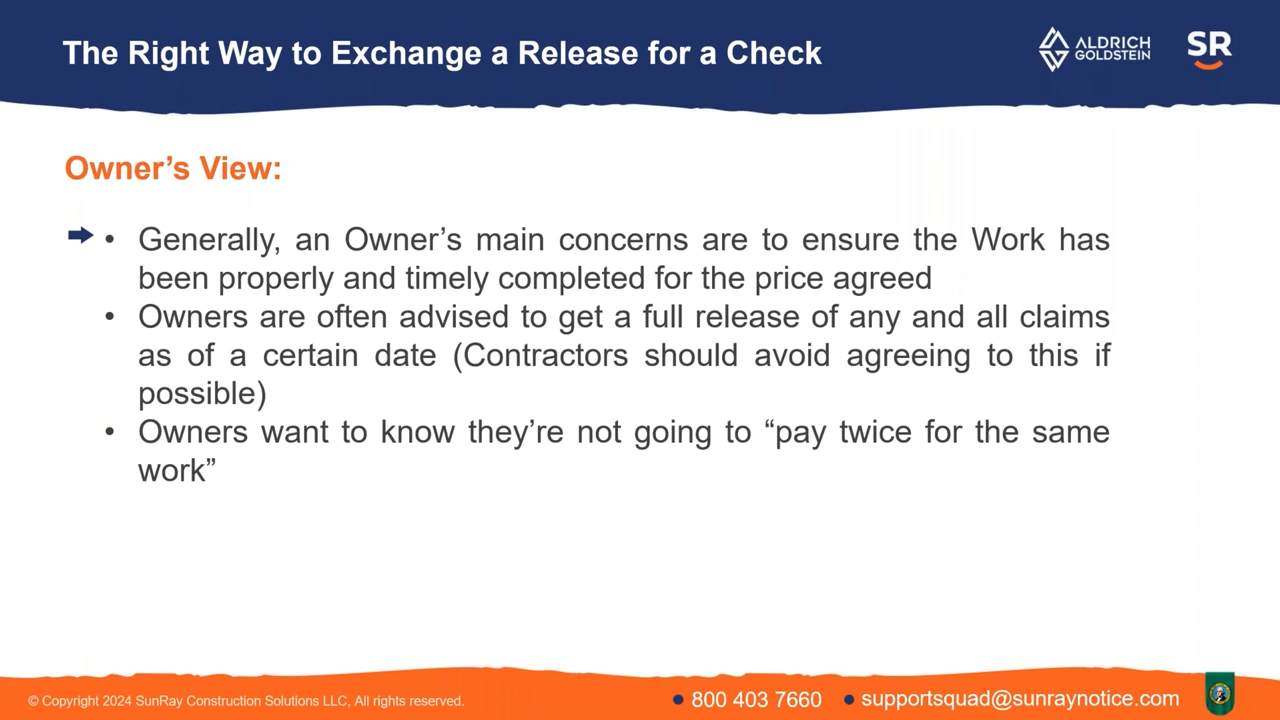 The Right Way to Exchange a Release for a Check
ALDRICH
GOLDSTEIN
SR
Owner’s View:
• Generally, an Owner’s main concerns are to ensure the Work has
been properly and timely completed for the price agreed
• Owners are often advised to get a full release of any and all claims
as of a certain date (Contractors should avoid agreeing to this if
possible)
• Owners want to know they’re not going to “pay twice for the same
work”
© Copyright 2024 SunRay Construction Solutions LLC, All rights reserved.
• 800 403 7660 • supportsquad@sunraynotice.com